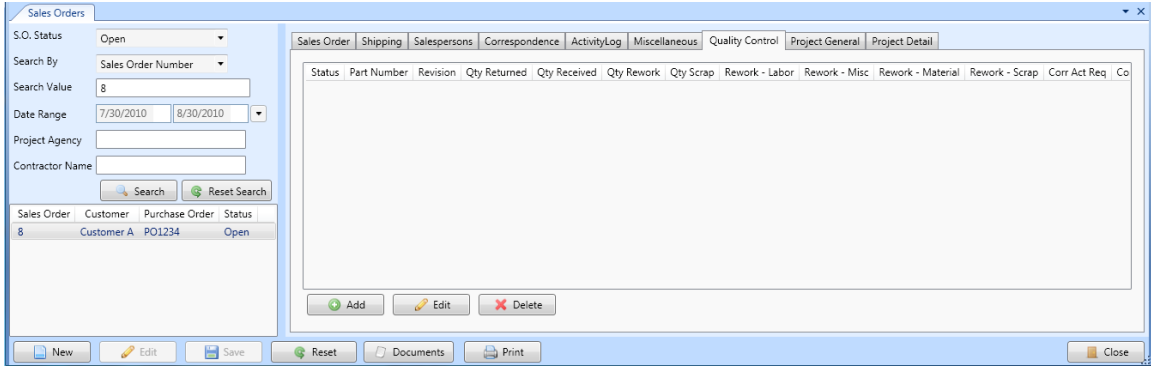 Sales Orders
S.O. Status Open
Search By Sales Order Number
Search Value 8
Date Range 7/30/2010 8/30/2010
Project Agency
Contractor Name
Search Reset Search
Sales Order Customer Purchase Order Status
8 Customer A PO1234 Open
Sales Order Shipping Salespersons Correspondence ActivityLog Miscellaneous Quality Control Project General Project Detail
Status Part Number Revision Qty Returned Qty Received Qty Rework Qty Scrap Rework - Labor Rework - Misc Rework - Material Rework - Scrap Corr Act Req Co
Add Edit Delete
New Edit Save Reset Documents Print Close